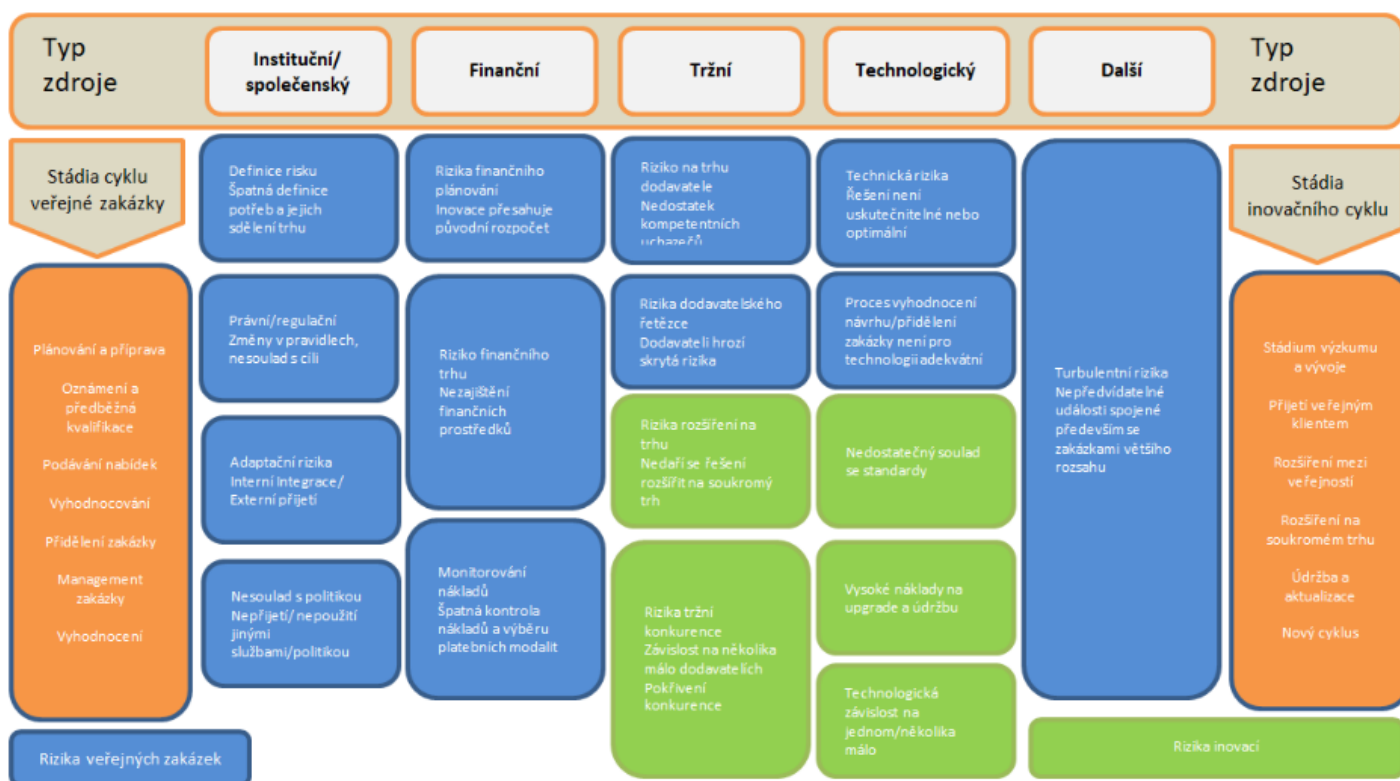 Typ
zdroje
Instituční/
společenský
Finanční
Tržní
Technologický
Další
Typ
zdroje
Stádia cyklu
veřejné zakázky
Plánování a příprava
Oznámení a
předběžná
kvalifikace
Podávání nabídek
Vyhodnocování
Přidělení zakázky
Management
zakázky
Vyhodnocení
Definice risku
Špatná definice
potřeb a jejich
sdělení trhu
Právní/regulační
Změny v pravidlech,
nesoulad s cíli
Adaptační rizika
Interní Integrace/
Externí přijetí
Nesoulad s politikou
Nepřijetí/ nepoužití
jinými
službami/politikou
Rizika finančního
plánování
Inovace přesahuje
původní rozpočet
Riziko finančního
trhu
Nezajištění
finančních
prostředků
Monitorování
nákladů
Špatná kontrola
nákladů a výběru
platebních modalit
Riziko na trhu
dodavatele
Nedostatek
kompetentních
uchazečů
Rizika dodavatelského
řetězce
Dodavateli hrozí
skrytá rizika
Rizika rozšíření na
trhu
Nedaří se řešení
rozšířit na soukromý
trh
Rizika tržní
konkurence
Závislost na několika
málo dodavatelích
Pokřivení
konkurence
Technická rizika
Řešení není
uskutečnitelné nebo
optimální
Proces vyhodnocení
návrhu/přidělení
zakázky není pro
technologii adekvátní
Nedostatečný soulad
se standardy
Vysoké náklady na
upgrade a údržbu
Technologická
závislost na
jednom/několika
málo
Turbulentní rizika
Nepředvídatelné
události spojené
především se
zakázkami většího
rozsahu
Stádia
inovačního cyklu
Stádium výzkumu
a vývoje
Přijetí veřejným
klientem
Rozšíření mezi
veřejností
Rozšíření na
soukromém trhu
Údržba a
aktualizace
Nový cyklus
Rizika veřejných zakázek
Rizika inovací